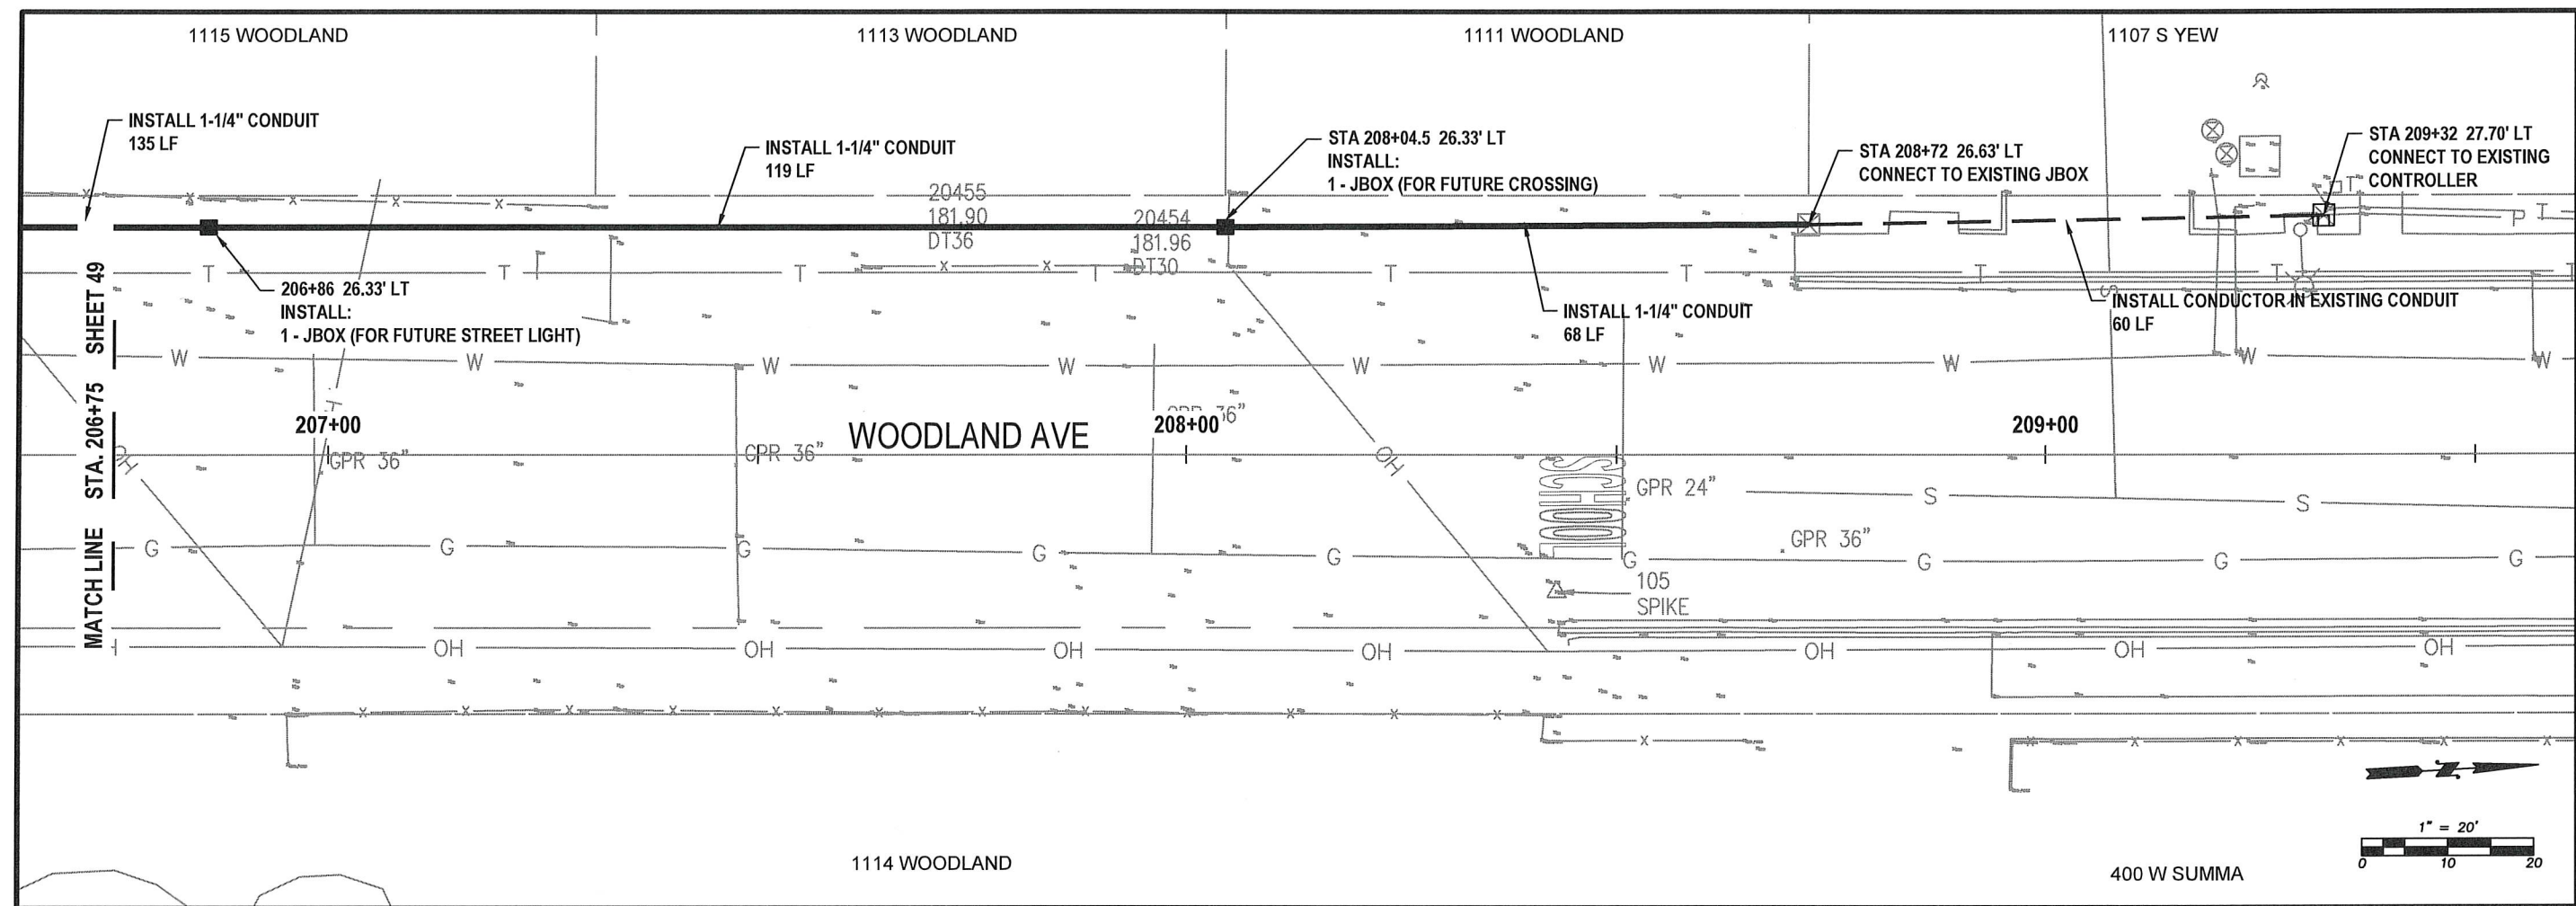 1115 WOODLAND
1113 WOODLAND
1111 WOODLAND
1107 S YEW
INSTALL 1-1/4" CONDUIT
135 LF
INSTALL 1-1/4" CONDUIT
119 LF
STA 208+04.5 26.33' LT
INSTALL:
1 - JBOX (FOR FUTURE CROSSING)
STA 208+72 26.63' LT
CONNECT TO EXISTING JBOX
STA 209+32 27.70' LT
CONNECT TO EXISTING
CONTROLLER
20455
181.90
DT36
20454
181.96
DT30
X X X X X
P T
T T T T T T T T T
X X
206+86 26.33' LT
INSTALL:
1 - JBOX (FOR FUTURE STREET LIGHT)
INSTALL 1-1/4" CONDUIT
68 LF
INSTALL CONDUCTOR IN EXISTING CONDUIT
60 LF
S
W W W W W W W W W
MATCH LINE STA. 206+75 SHEET 49
207+00
WOODLAND AVE
208+00
209+00
GPR 36"
GPR 36"
OH
OH
SCHOOL
GPR 24"
S S
GPR 36"
G G G G G G G G G
105
SPIKE
OH OH OH OH OH OH OH
X X X X X X X X X X X X
X
X X X X X X
N
1" = 20'
0 10 20
1114 WOODLAND
400 W SUMMA